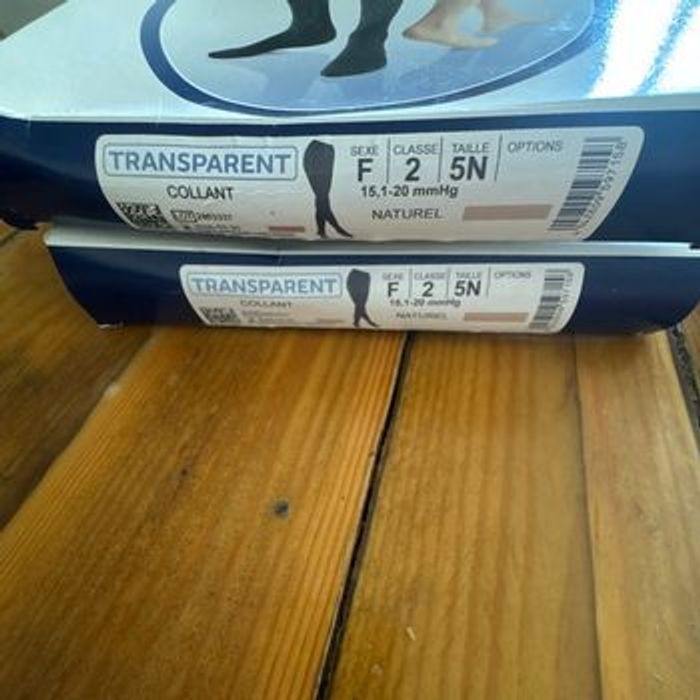 TRANSPARENT
COLLANT
SEXE CLASSE TAILLE OPTIONS
F 2 5N
15,1-20 mmHg
NATUREL
TRANSPARENT
COLLANT
SEXE CLASSE TAILLE OPTIONS
F 2 5N
15,1-20 mmHg
NATUREL